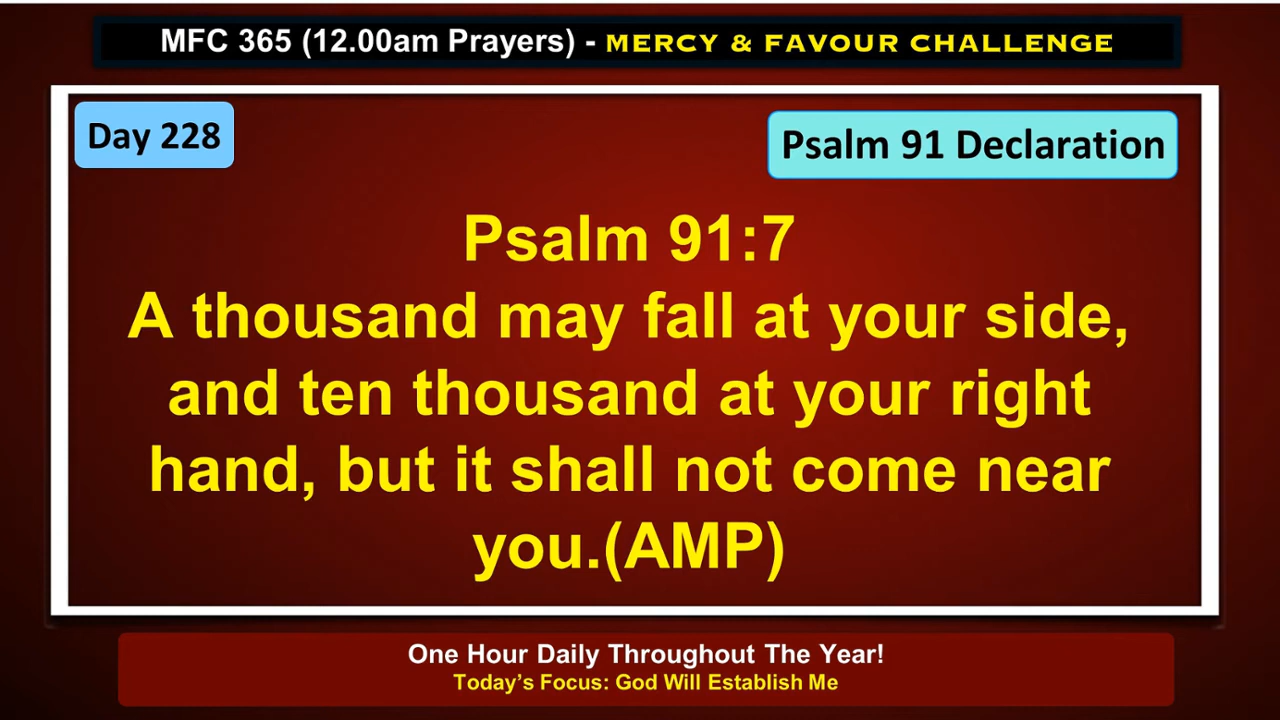 MFC 365 (12.00am Prayers) - MERCY & FAVOUR CHALLENGE
Day 228
Psalm 91 Declaration
Psalm 91:7
A thousand may fall at your side,
and ten thousand at your right
hand, but it shall not come near
you.(AMP)
One Hour Daily Throughout The Year!
Today’s Focus: God Will Establish Me